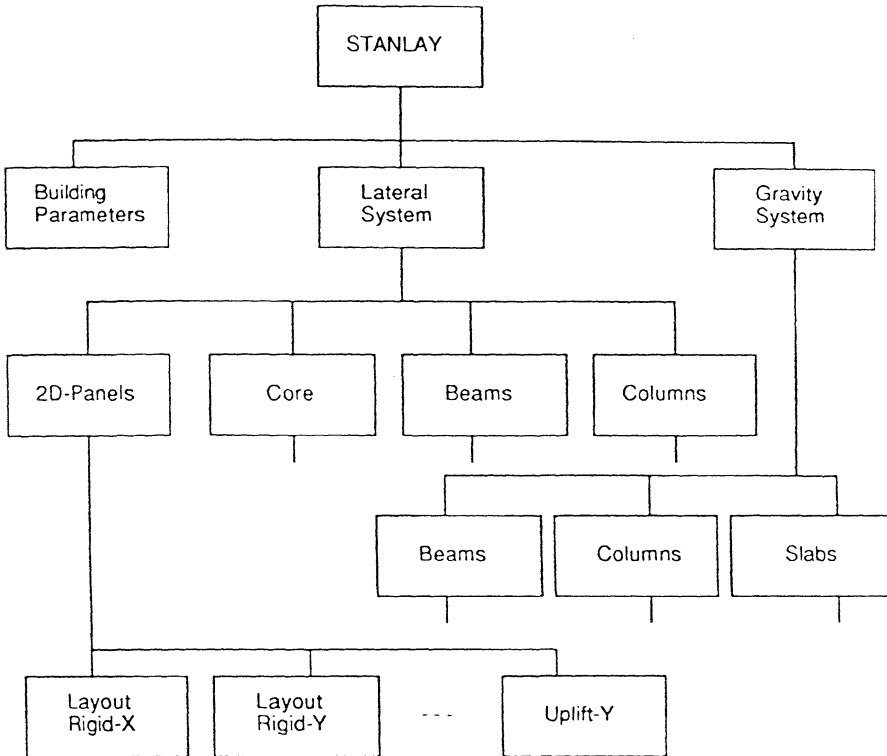 STANLAY
Building
Parameters
Lateral
System
Gravity
System
2D-Panels
Core
Beams
Columns
Beams
Columns
Slabs
Layout
Rigid-X
Layout
Rigid-Y
---
Uplift-Y